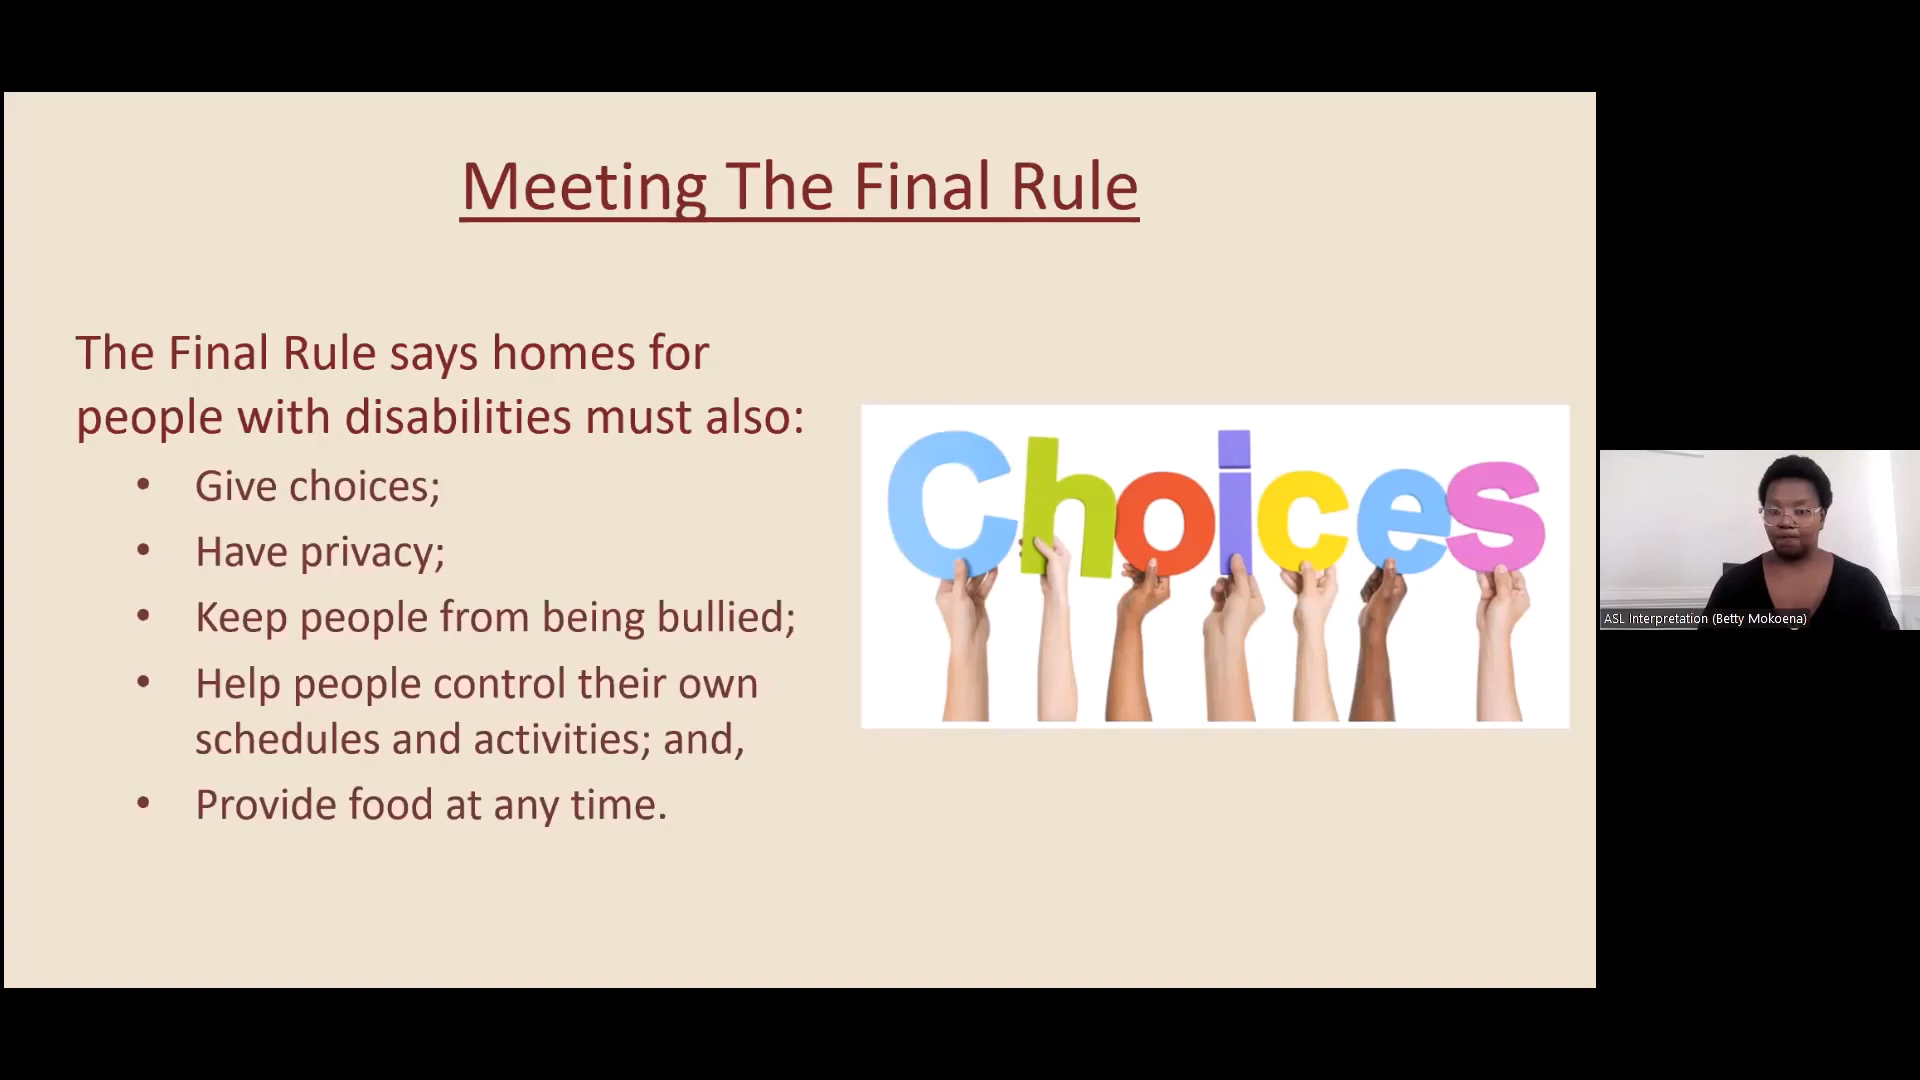 Meeting The Final Rule
The Final Rule says homes for
people with disabilities must also:
• Give choices;
• Have privacy;
• Keep people from being bullied;
• Help people control their own
schedules and activities; and,
• Provide food at any time.
Choices
ASL Interpretation (Betty Mokoena)